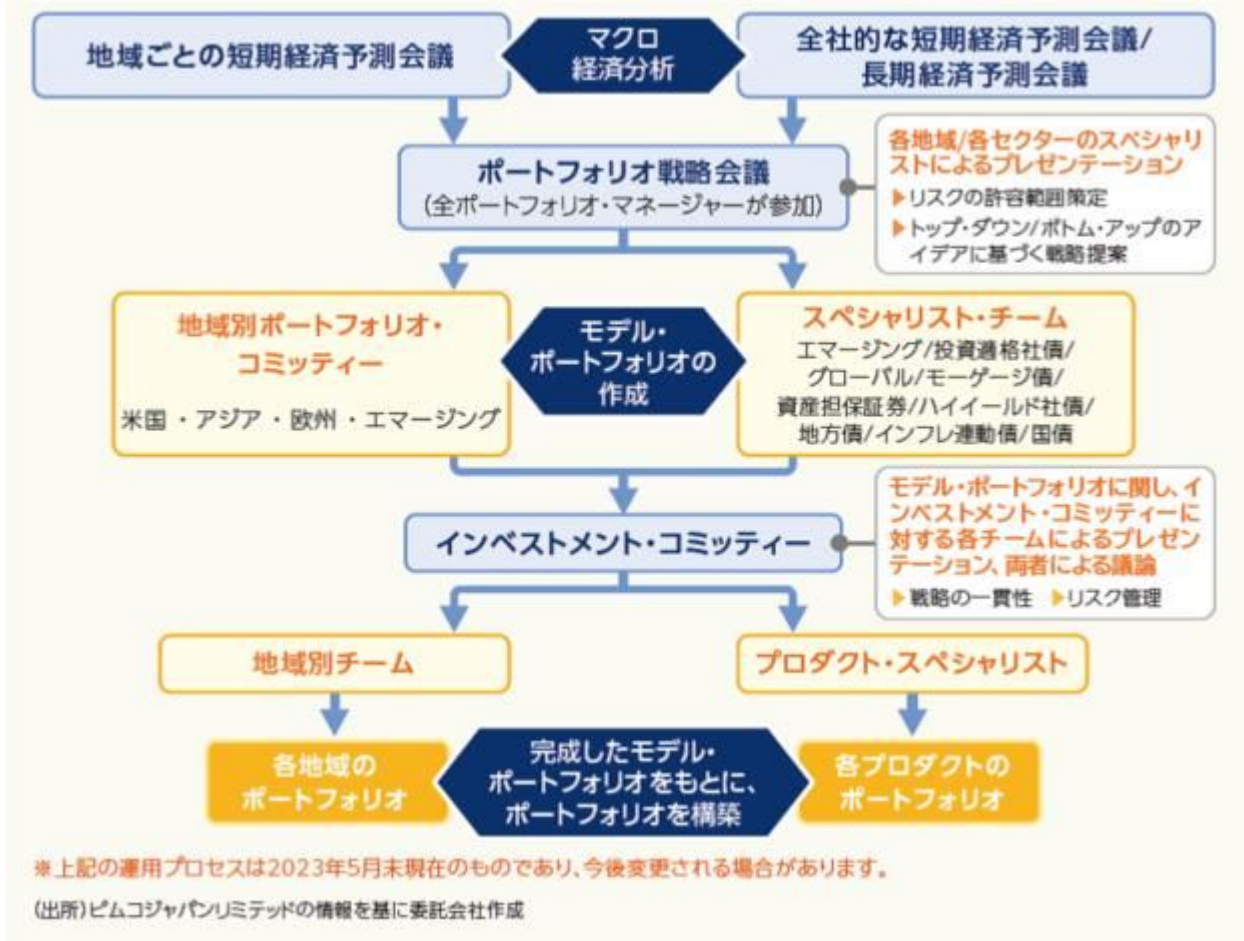 地域ごとの短期経済予測会議
マクロ
経済分析
全社的な短期経済予測会議/
長期経済予測会議
ポートフォリオ戦略会議
(全ポートフォリオ・マネージャーが参加)
各地域/各セクターのスペシャリ
ストによるプレゼンテーション
▶リスクの許容範囲策定
▶トップ・ダウン/ボトム・アップのア
イデアに基づく戦略提案
地域別ポートフォリオ・
コミッティー
米国 ・アジア ・欧州 ・エマージング
モデル・
ポートフォリオの
作成
スペシャリスト・チーム
エマージング/投資適格社債/
グローバル/モーゲージ債/
資産担保証券/ハイイールド社債/
地方債/インフレ連動債/国債
インベストメント・コミッティー
モデル・ポートフォリオに関し、イ
ンベストメント・コミッティーに
対する各チームによるプレゼン
テーション、両者による議論
▶戦略の一貫性 ▶リスク管理
地域別チーム
プロダクト・スペシャリスト
各地域の
ポートフォリオ
完成したモデル・
ポートフォリオをもとに、
ポートフォリオを構築
各プロダクトの
ポートフォリオ
※上記の運用プロセスは2023年5月末現在のものであり、今後変更される場合があります。
(出所)ピムコジャパンリミテッドの情報を基に委託会社作成